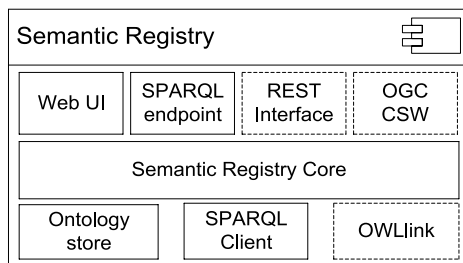 Semantic Registry
Web UI
SPARQL
endpoint
REST
Interface
OGC
CSW
Semantic Registry Core
Ontology
store
SPARQL
Client
OWLlink